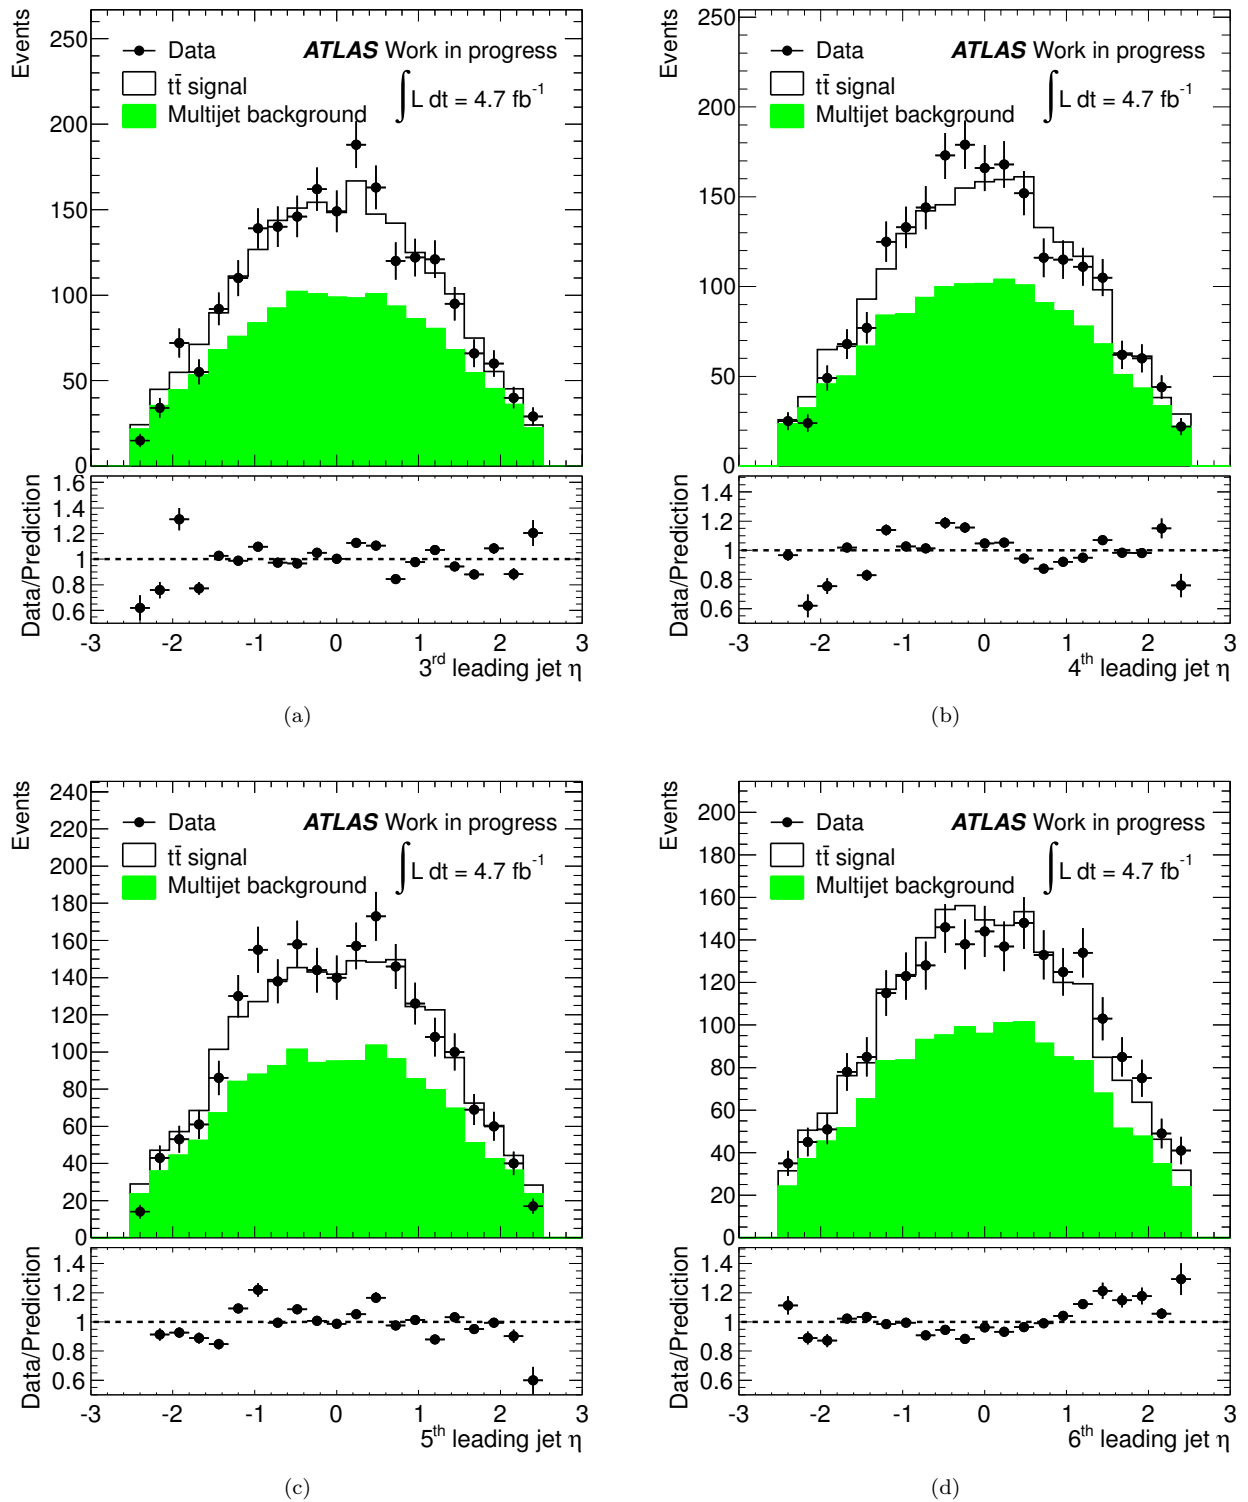 Events
250
200
150
100
50
0
Data
tt̄ signal
Multijet background
ATLAS Work in progress
∫ L dt = 4.7 fb⁻¹
Data/Prediction
1.6
1.4
1.2
1
0.8
0.6
-3 -2 -1 0 1 2 3
3rd leading jet η
(a)
Events
250
200
150
100
50
0
Data
tt̄ signal
Multijet background
ATLAS Work in progress
∫ L dt = 4.7 fb⁻¹
Data/Prediction
1.4
1.2
1
0.8
0.6
-3 -2 -1 0 1 2 3
4th leading jet η
(b)
Events
240
220
200
180
160
140
120
100
80
60
40
20
0
Data
tt̄ signal
Multijet background
ATLAS Work in progress
∫ L dt = 4.7 fb⁻¹
Data/Prediction
1.4
1.2
1
0.8
0.6
-3 -2 -1 0 1 2 3
5th leading jet η
(c)
Events
200
180
160
140
120
100
80
60
40
20
0
Data
tt̄ signal
Multijet background
ATLAS Work in progress
∫ L dt = 4.7 fb⁻¹
Data/Prediction
1.4
1.2
1
0.8
0.6
-3 -2 -1 0 1 2 3
6th leading jet η
(d)